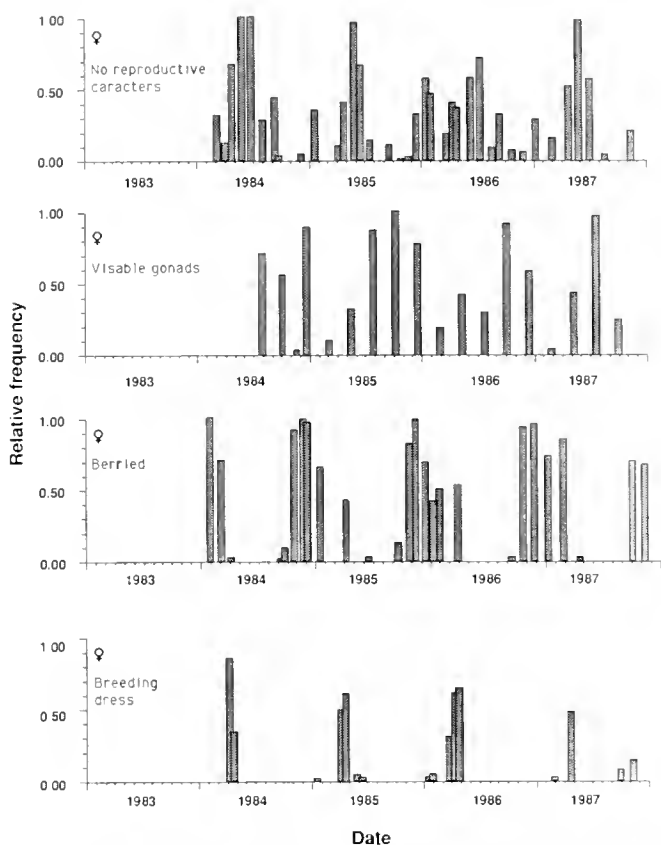 Relative frequency
1.00
♀
No reproductive
caracters
0.50
0.00
1983 1984 1985 1986 1987
1.00
♀
Visable gonads
0.50
0.00
1983 1984 1985 1986 1987
1.00
♀
Berried
0.50
0.00
1983 1984 1985 1986 1987
1 00
♀
Breeding
dress
0 50
0 00
1983 1984 1985 1986 1987
Date